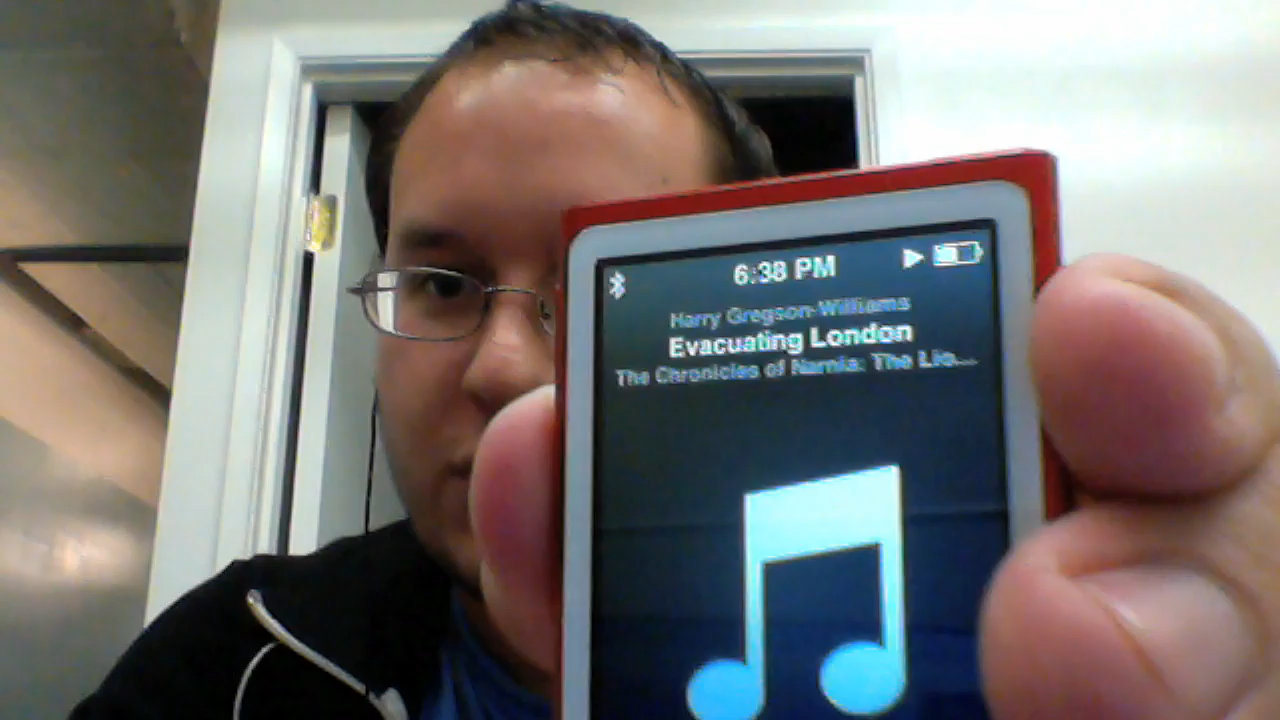 6:38 PM
Harry Gregson-Williams
Evacuating London
The Chronicles of Narnia: The Lio...